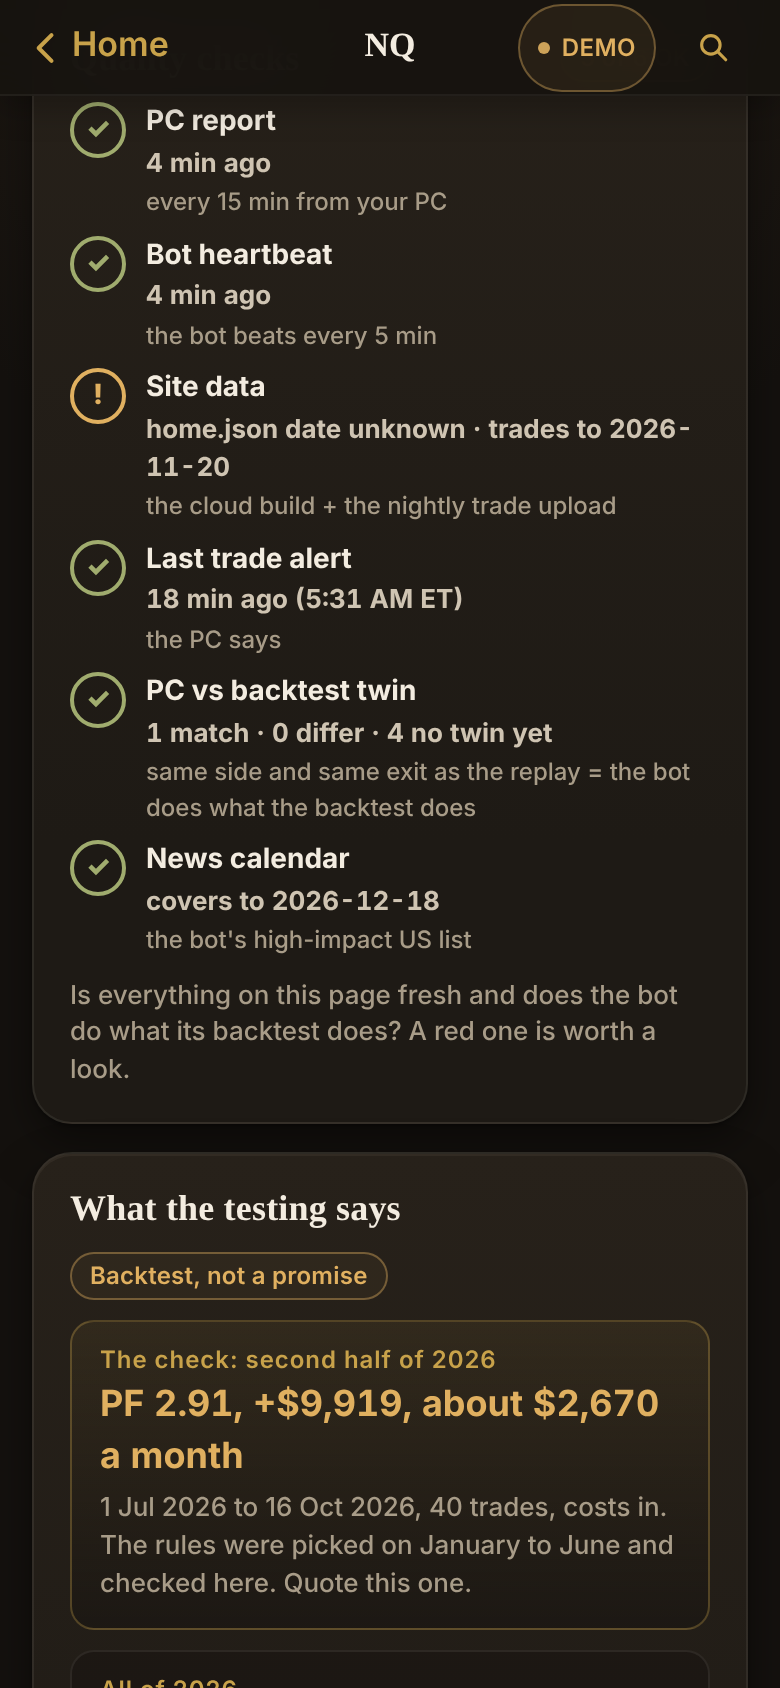 Home
NQ
DEMO
Quality checks
PC report
4 min ago
every 15 min from your PC
Bot heartbeat
4 min ago
the bot beats every 5 min
!
Site data
home.json date unknown · trades to 2026-
11-20
the cloud build + the nightly trade upload
Last trade alert
18 min ago (5:31 AM ET)
the PC says
PC vs backtest twin
1 match · 0 differ · 4 no twin yet
same side and same exit as the replay = the bot
does what the backtest does
News calendar
covers to 2026-12-18
the bot's high-impact US list
Is everything on this page fresh and does the bot
do what its backtest does? A red one is worth a
look.
What the testing says
Backtest, not a promise
The check: second half of 2026
PF 2.91, +$9,919, about $2,670
a month
1 Jul 2026 to 16 Oct 2026, 40 trades, costs in.
The rules were picked on January to June and
checked here. Quote this one.
All of 2026